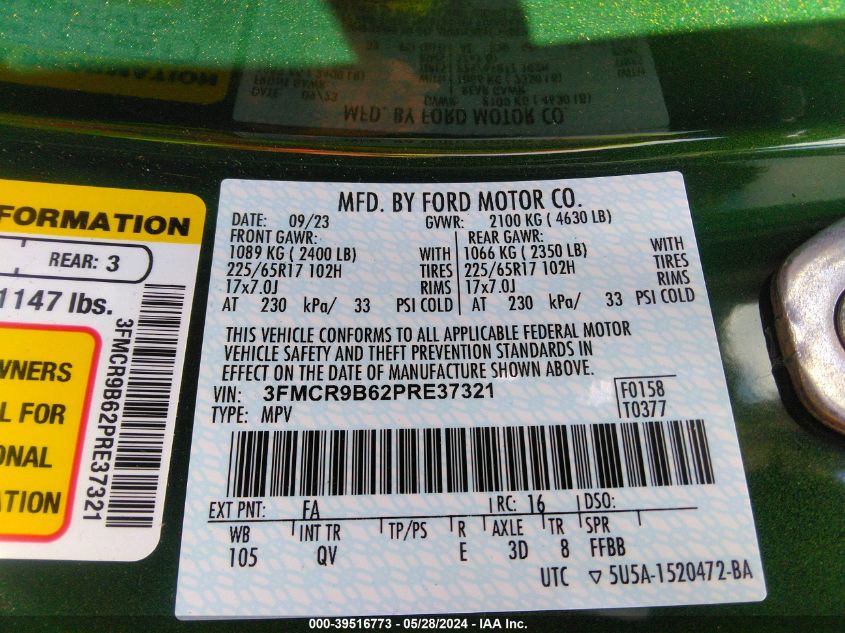 MFD. BY FORD MOTOR CO.
DATE: 09/23 GVWR: 2100 KG ( 4630 LB)
FRONT GAWR: REAR GAWR:
1089 KG ( 2400 LB) WITH 1066 KG ( 2350 LB) WITH
225/65R17 102H TIRES 225/65R17 102H TIRES
17x7.0J RIMS 17x7.0J RIMS
AT 230 kPa/ 33 PSI COLD AT 230 kPa/ 33 PSI COLD
THIS VEHICLE CONFORMS TO ALL APPLICABLE FEDERAL MOTOR
VEHICLE SAFETY AND THEFT PREVENTION STANDARDS IN
EFFECT ON THE DATE OF MANUFACTURE SHOWN ABOVE.
VIN: 3FMCR9B62PRE37321 F0158
TYPE: MPV T0377
EXT PNT: FA RC: 16 DSO:
WB INT TR TP/PS R AXLE TR SPR
105 QV E 3D 8 FFBB
UTC ▽ 5U5A-1520472-BA
FORMATION
REAR: 3
1147 lbs.
WNERS
L FOR
ONAL
ATION
3FMCR9B62PRE37321
000-39516773 - 05/28/2024 - IAA Inc.